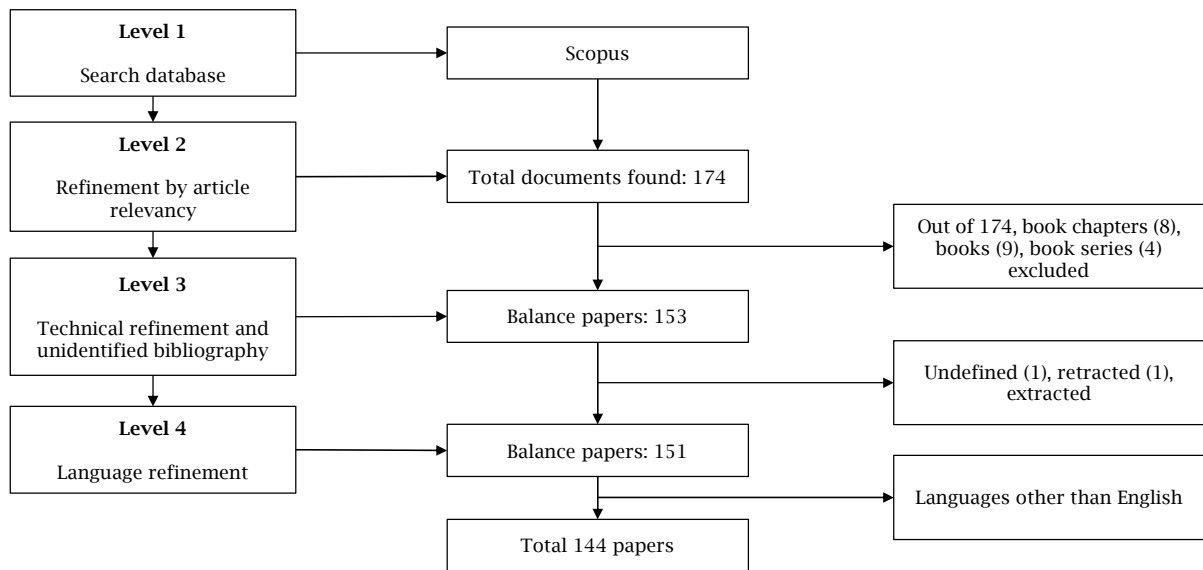 Level 1
Search database
Scopus
Level 2
Refinement by article
relevancy
Total documents found: 174
Out of 174, book chapters (8),
books (9), book series (4)
excluded
Level 3
Technical refinement and
unidentified bibliography
Balance papers: 153
Undefined (1), retracted (1),
extracted
Level 4
Language refinement
Balance papers: 151
Languages other than English
Total 144 papers